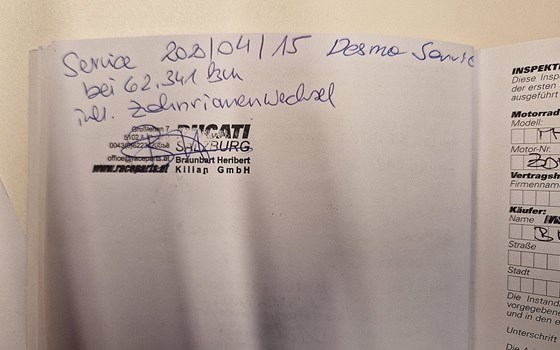 Service 2020/04/15 Desmo Service
bei 62.341 km
inkl. Zahnriemenwechsel
DUCATI
SALZBURG
office@raceparts.at
Braunbart Heribert
www.raceparts.at
Kilian GmbH
INSPEKTI
Diese Insp
der ersten
ausgeführt
Motorrad
Modell:
Motor-Nr.
Vertragsh
Firmenname
Käufer:
Name
Straße
Stadt
Die Instand
vorgegebene
und in den e
Unterschrift